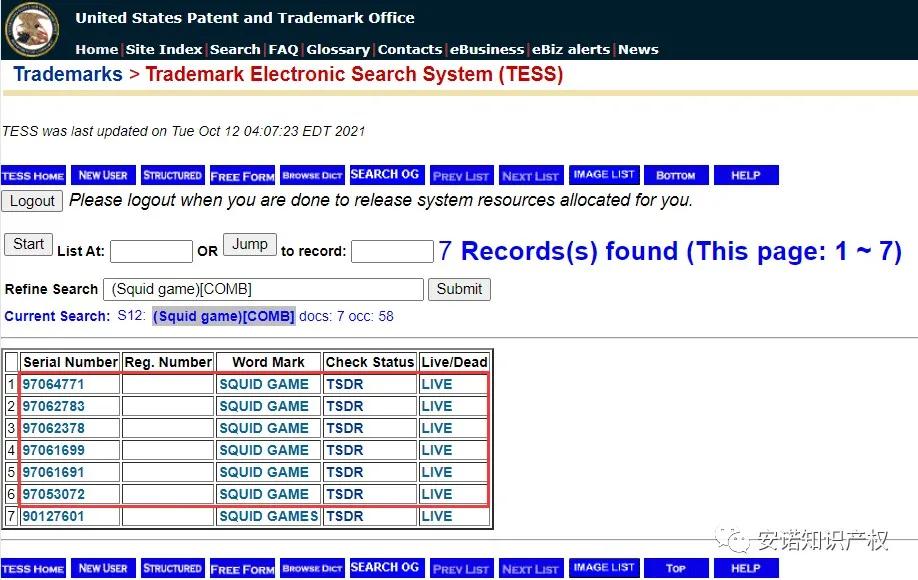 United States Patent and Trademark Office
Home|Site Index|Search|FAQ|Glossary|Contacts|eBusiness|eBiz alerts|News
Trademarks > Trademark Electronic Search System (TESS)
TESS was last updated on Tue Oct 12 04:07:23 EDT 2021
TESS HOME NEW USER STRUCTURED FREE FORM BROWSE DICT SEARCH OG PREV LIST NEXT LIST IMAGE LIST BOTTOM HELP
Logout Please logout when you are done to release system resources allocated for you.
Start List At: OR Jump to record: 7 Records(s) found (This page: 1 ~ 7)
Refine Search (Squid game)[COMB] Submit
Current Search: S12: (Squid game)[COMB] docs: 7 occ: 58
Serial Number Reg. Number Word Mark Check Status Live/Dead
1 97064771 SQUID GAME TSDR LIVE
2 97062783 SQUID GAME TSDR LIVE
3 97062378 SQUID GAME TSDR LIVE
4 97061699 SQUID GAME TSDR LIVE
5 97061691 SQUID GAME TSDR LIVE
6 97053072 SQUID GAME TSDR LIVE
7 90127601 SQUID GAMES TSDR LIVE
安诺知识产权
TESS HOME NEW USER STRUCTURED FREE FORM BROWSE DICT SEARCH OG PREV LIST NEXT LIST IMAGE LIST TOP HELP